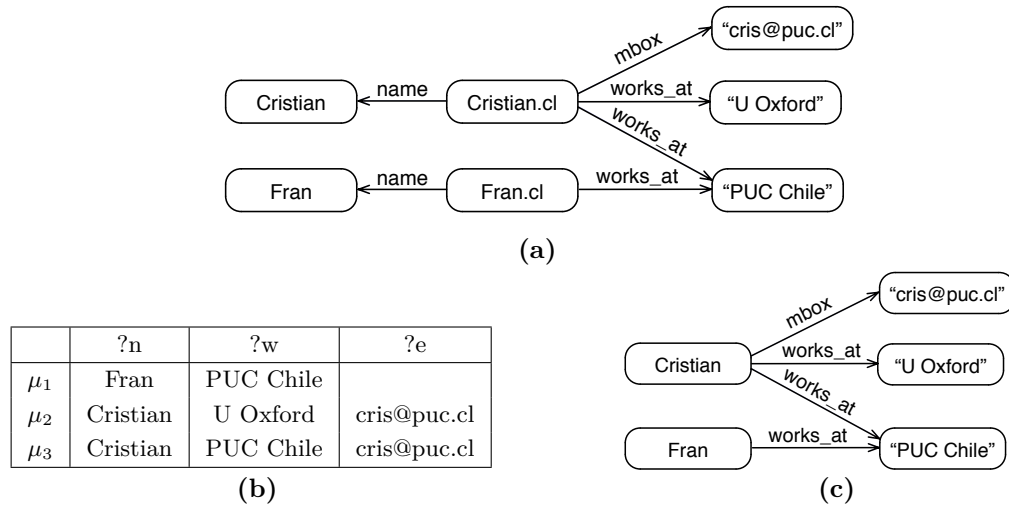 “cris@puc.cl”
mbox
Cristian name Cristian.cl works_at “U Oxford”
works_at
Fran name Fran.cl works_at “PUC Chile”
(a)
?n ?w ?e
μ1 Fran PUC Chile
μ2 Cristian U Oxford cris@puc.cl
μ3 Cristian PUC Chile cris@puc.cl
(b)
“cris@puc.cl”
mbox
Cristian works_at “U Oxford”
works_at
Fran works_at “PUC Chile”
(c)